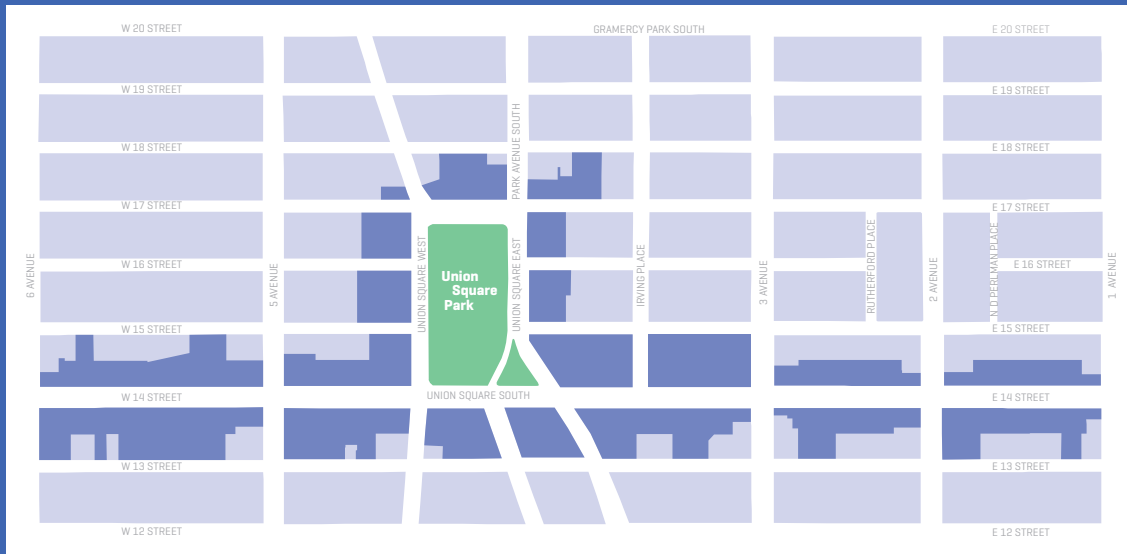 W 20 STREET
GRAMERCY PARK SOUTH
E 20 STREET
W 19 STREET
E 19 STREET
PARK AVENUE SOUTH
W 18 STREET
E 18 STREET
W 17 STREET
E 17 STREET
6 AVENUE
5 AVENUE
UNION SQUARE WEST
Union
Square
Park
UNION SQUARE EAST
IRVING PLACE
3 AVENUE
RUTHERFORD PLACE
2 AVENUE
N D PERLMAN PLACE
1 AVENUE
W 16 STREET
E 16 STREET
W 15 STREET
E 15 STREET
W 14 STREET
UNION SQUARE SOUTH
E 14 STREET
W 13 STREET
E 13 STREET
W 12 STREET
E 12 STREET